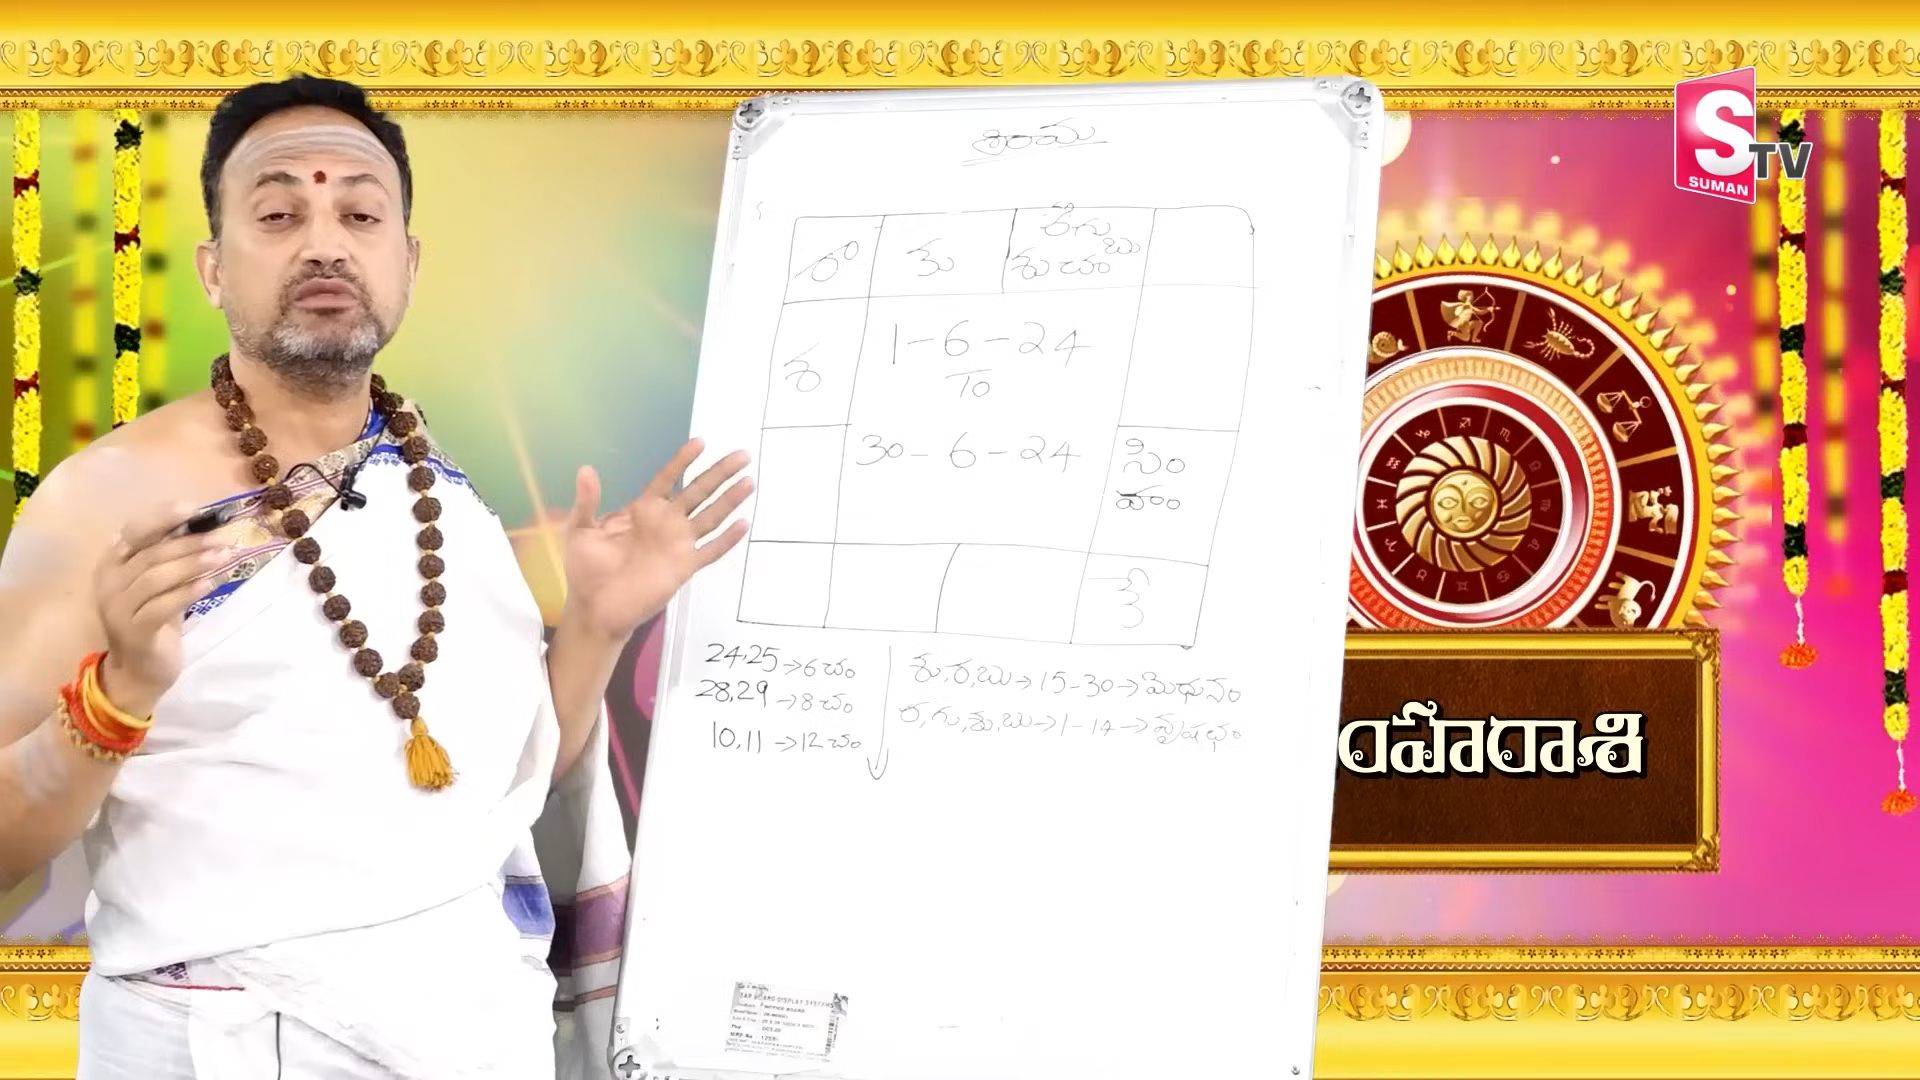 శ్రీరామ
S
TV
SUMAN
రా
కు
ర గు
బు
శు చం
1-6-24
శ
TO
30-6-24
సిం
హం
కే
24,25→6 చం
28,29→8 చం
10,11→12 చం
శు,ర,బు→15-30→మిథునం
ర,గు,శు,బు→1-14→వృషభం
ంహరాశి